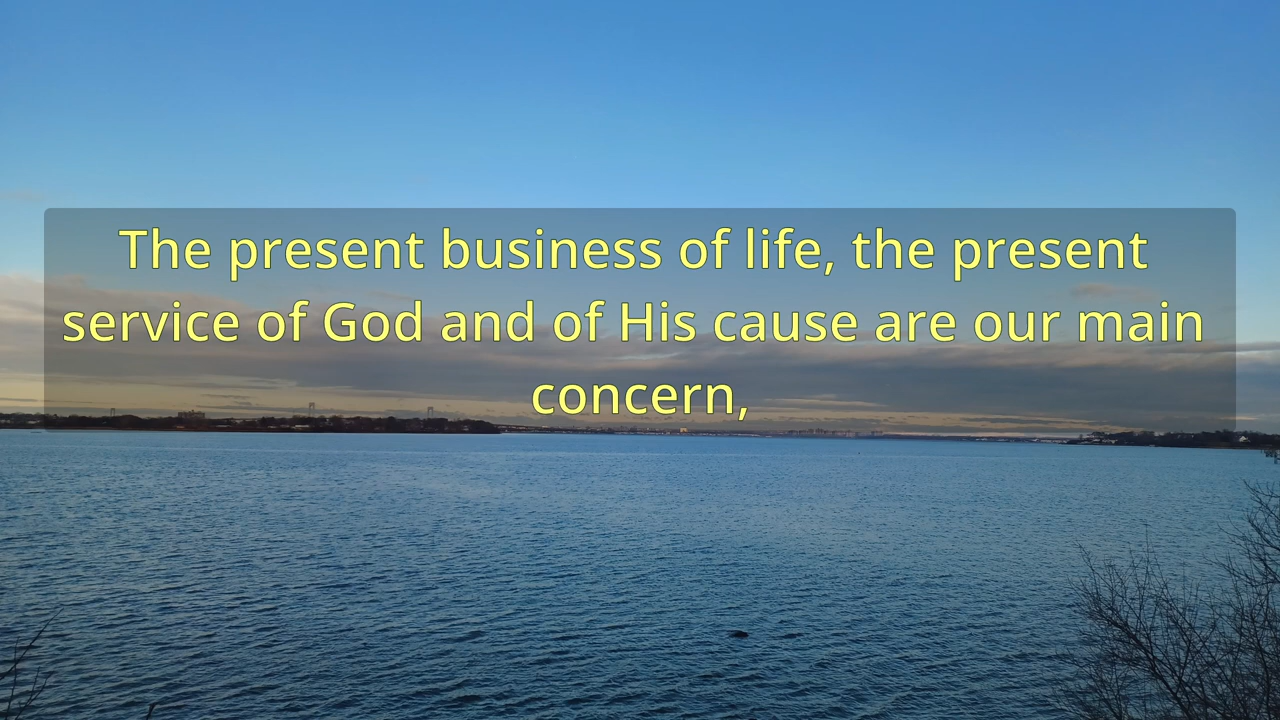 The present business of life, the present
service of God and of His cause are our main
concern,